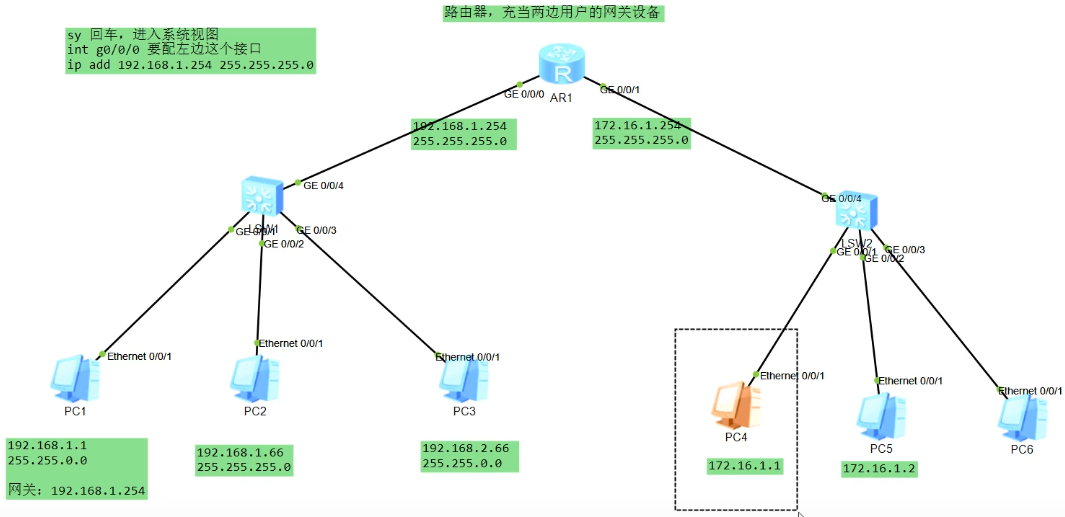 路由器，充当两边用户的网关设备
sy 回车，进入系统视图
int g0/0/0 要配左边这个接口
ip add 192.168.1.254 255.255.255.0
AR1
GE 0/0/0
GE 0/0/1
192.168.1.254
255.255.255.0
172.16.1.254
255.255.255.0
GE 0/0/4
LSW1
GE 0/0/1
GE 0/0/2
GE 0/0/3
GE 0/0/4
LSW2
GE 0/0/1
GE 0/0/2
GE 0/0/3
Ethernet 0/0/1
Ethernet 0/0/1
Ethernet 0/0/1
Ethernet 0/0/1
Ethernet 0/0/1
Ethernet 0/0/1
PC1
PC2
PC3
PC4
PC5
PC6
192.168.1.1
255.255.0.0
网关：192.168.1.254
192.168.1.66
255.255.255.0
192.168.2.66
255.255.0.0
172.16.1.1
172.16.1.2